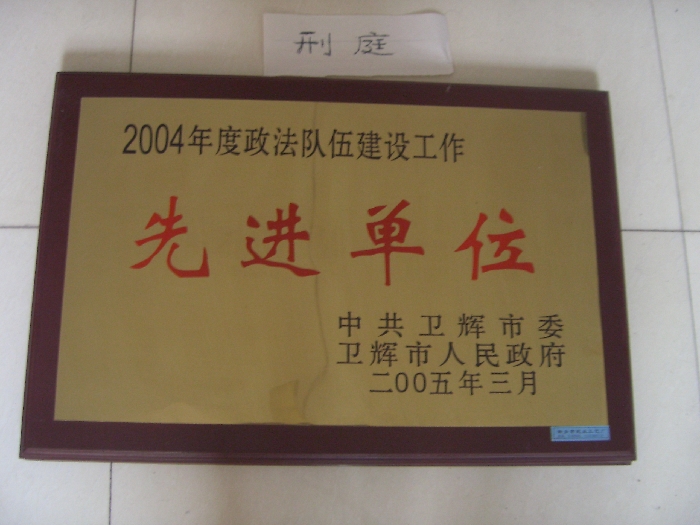 刑庭
2004年度政法队伍建设工作
先进单位
中共卫辉市委
卫辉市人民政府
二00五年三月